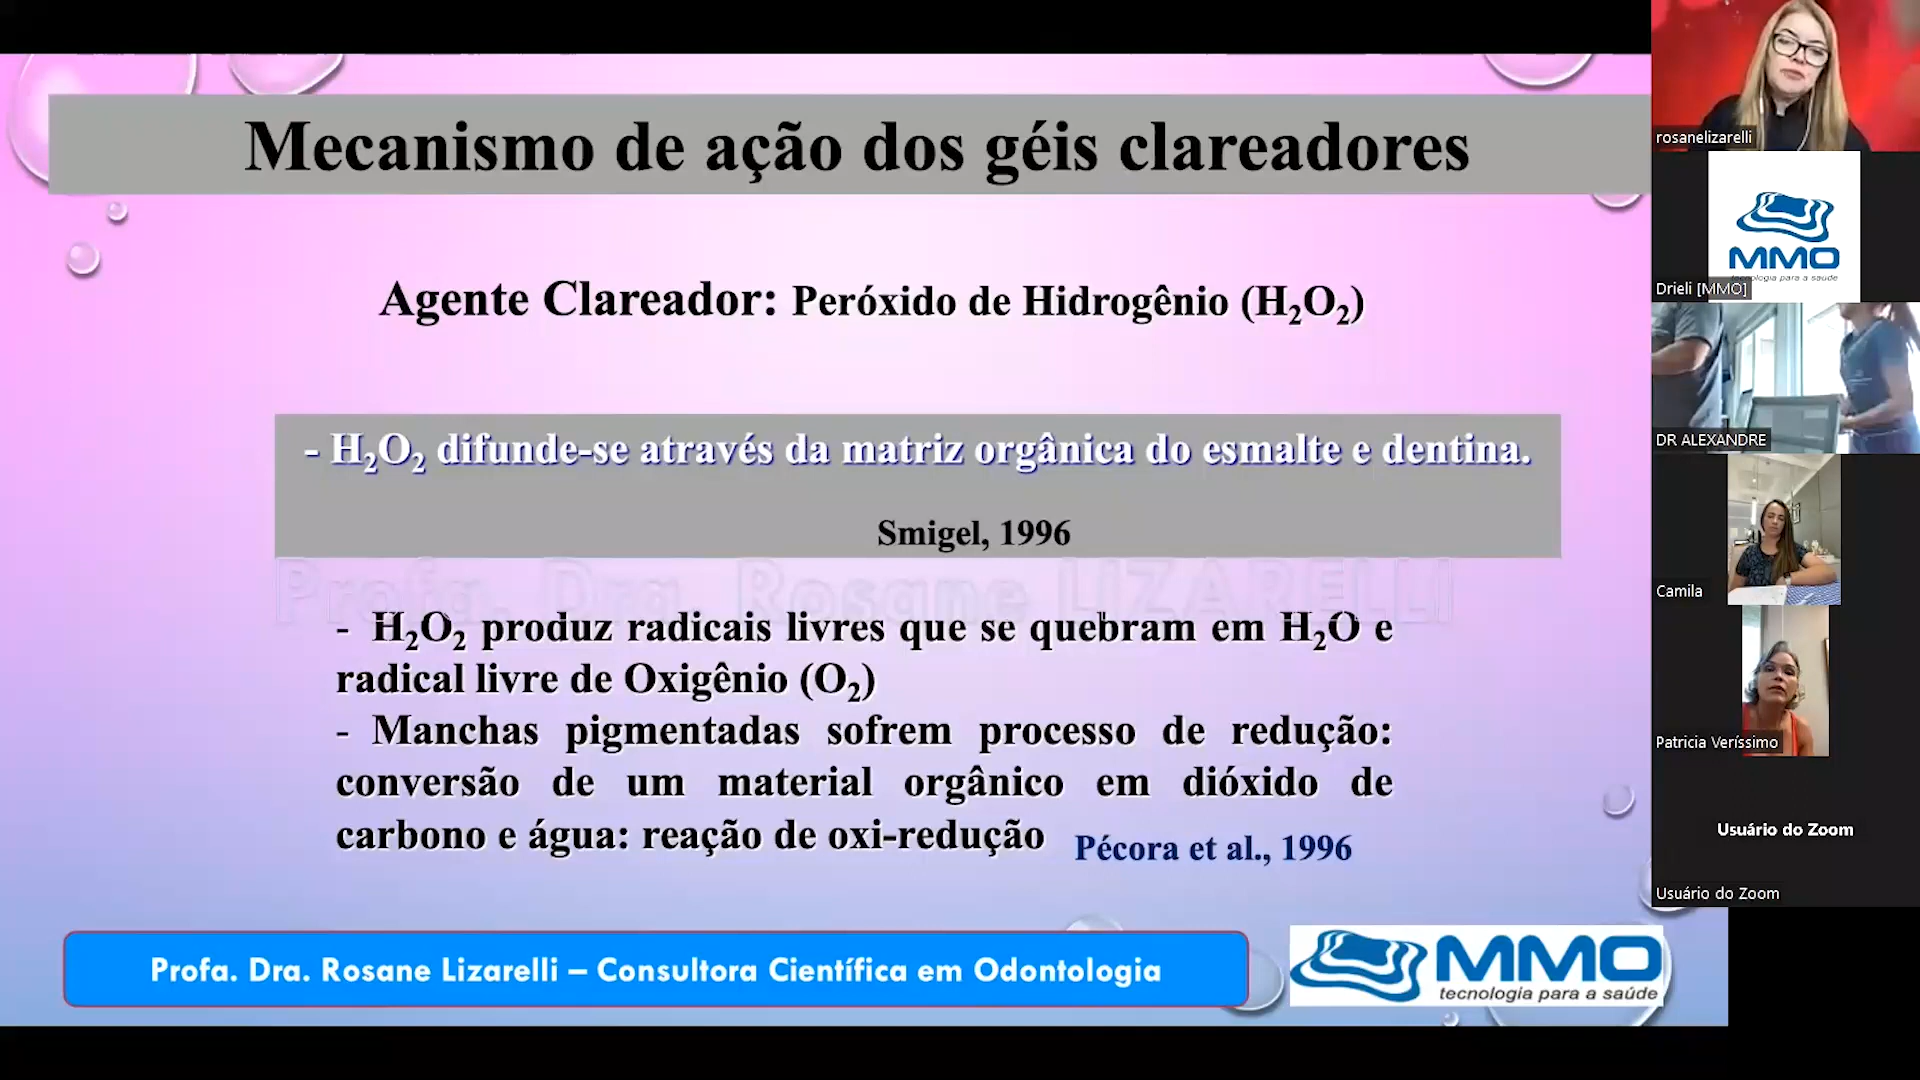 Mecanismo de ação dos géis clareadores
Agente Clareador: Peróxido de Hidrogênio (H₂O₂)
- H₂O₂ difunde-se através da matriz orgânica do esmalte e dentina.
Smigel, 1996
Profa. Dra. Rosane LIZARELLI
- H₂O₂ produz radicais livres que se quebram em H₂O e
radical livre de Oxigênio (O₂)
- Manchas pigmentadas sofrem processo de redução:
conversão de um material orgânico em dióxido de
carbono e água: reação de oxi-redução
Pécora et al., 1996
Profa. Dra. Rosane Lizarelli – Consultora Científica em Odontologia
MMO
tecnologia para a saúde
rosanelizarelli
MMO
tecnologia para a saúde
Drieli [MMO]
DR ALEXANDRE
Camila
Patricia Veríssimo
Usuário do Zoom
Usuário do Zoom